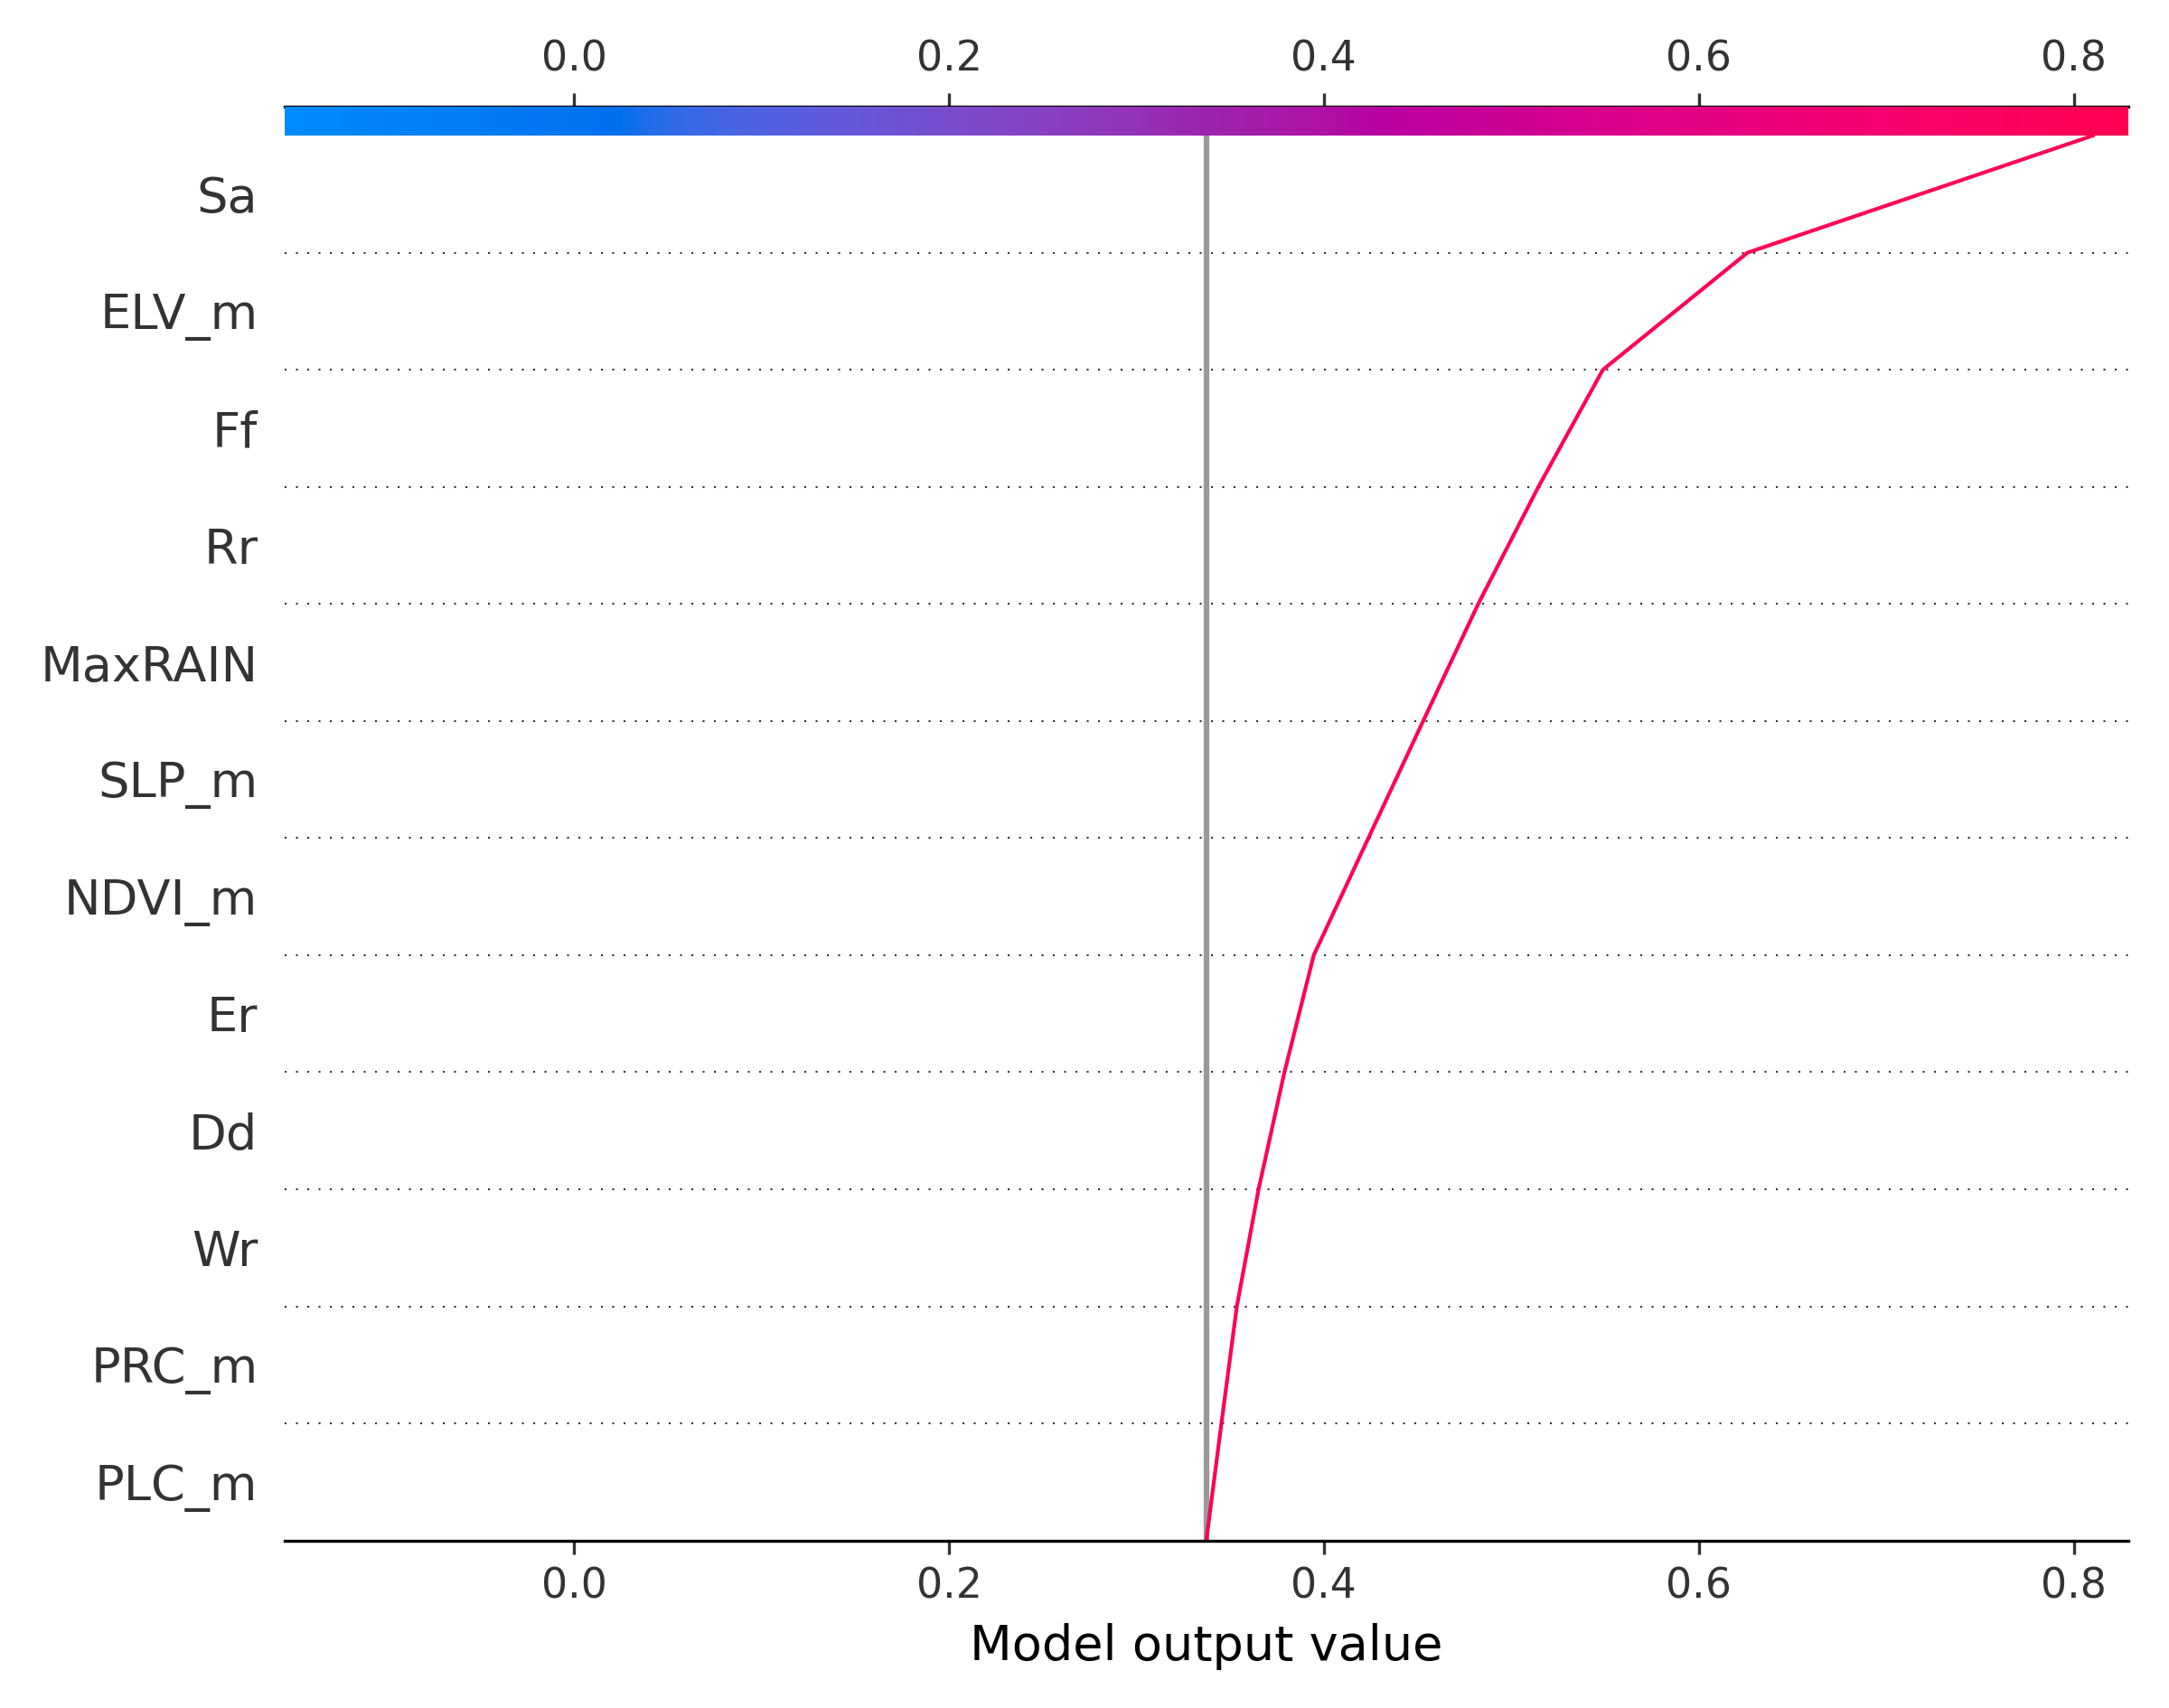 0.0 0.2 0.4 0.6 0.8
Sa
ELV_m
Ff
Rr
MaxRAIN
SLP_m
NDVI_m
Er
Dd
Wr
PRC_m
PLC_m
0.0 0.2 0.4 0.6 0.8
Model output value